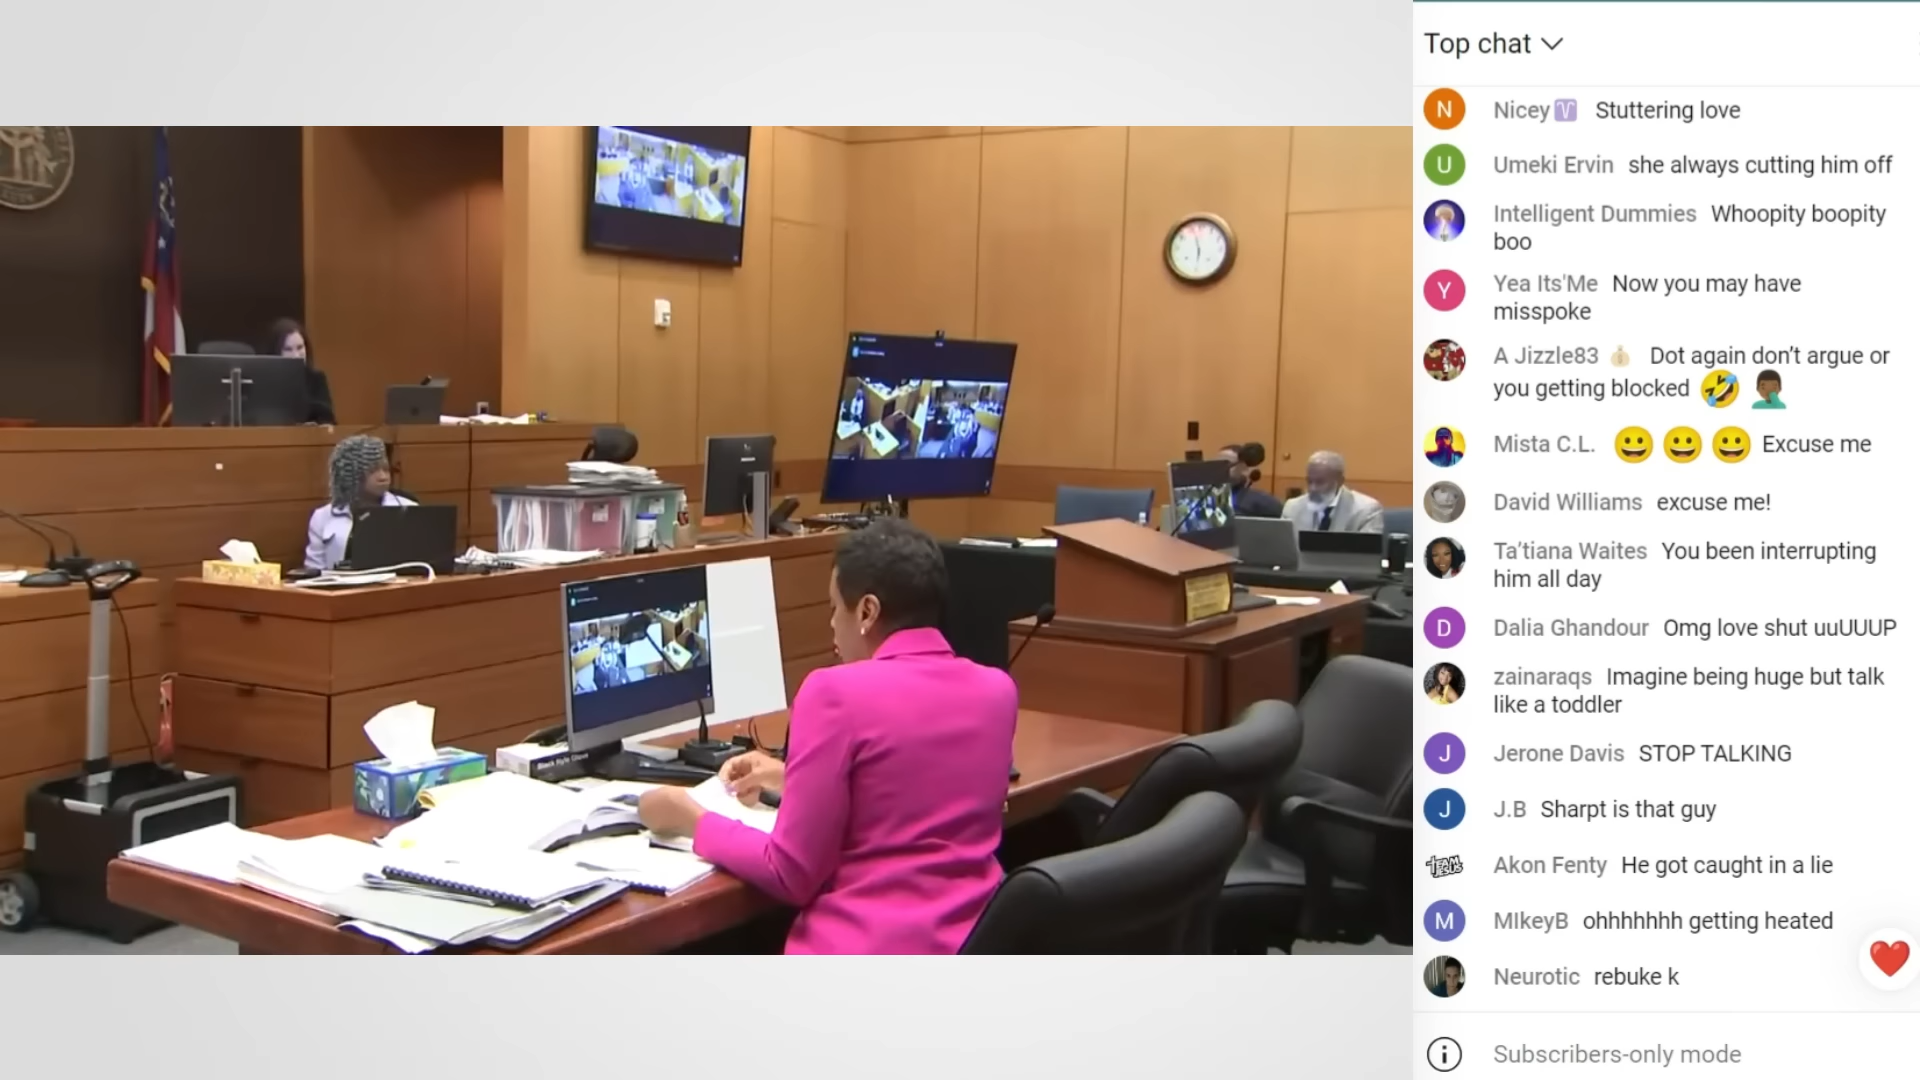 Top chat
Nicey Stuttering love
Umeki Ervin she always cutting him off
Intelligent Dummies Whoopity boopity
boo
Yea Its'Me Now you may have
misspoke
A Jizzle83 💰 Dot again don’t argue or
you getting blocked 🤣 🤦🏾‍♂️
Mista C.L. 😀 😀 😀 Excuse me
David Williams excuse me!
Ta’tiana Waites You been interrupting
him all day
Dalia Ghandour Omg love shut uuUUUP
zainaraqs Imagine being huge but talk
like a toddler
Jerone Davis STOP TALKING
J.B Sharpt is that guy
Akon Fenty He got caught in a lie
MIkeyB ohhhhhhh getting heated
Neurotic rebuke k
Subscribers-only mode
N
U
Y
D
J
J
TEAM
JESUS
M